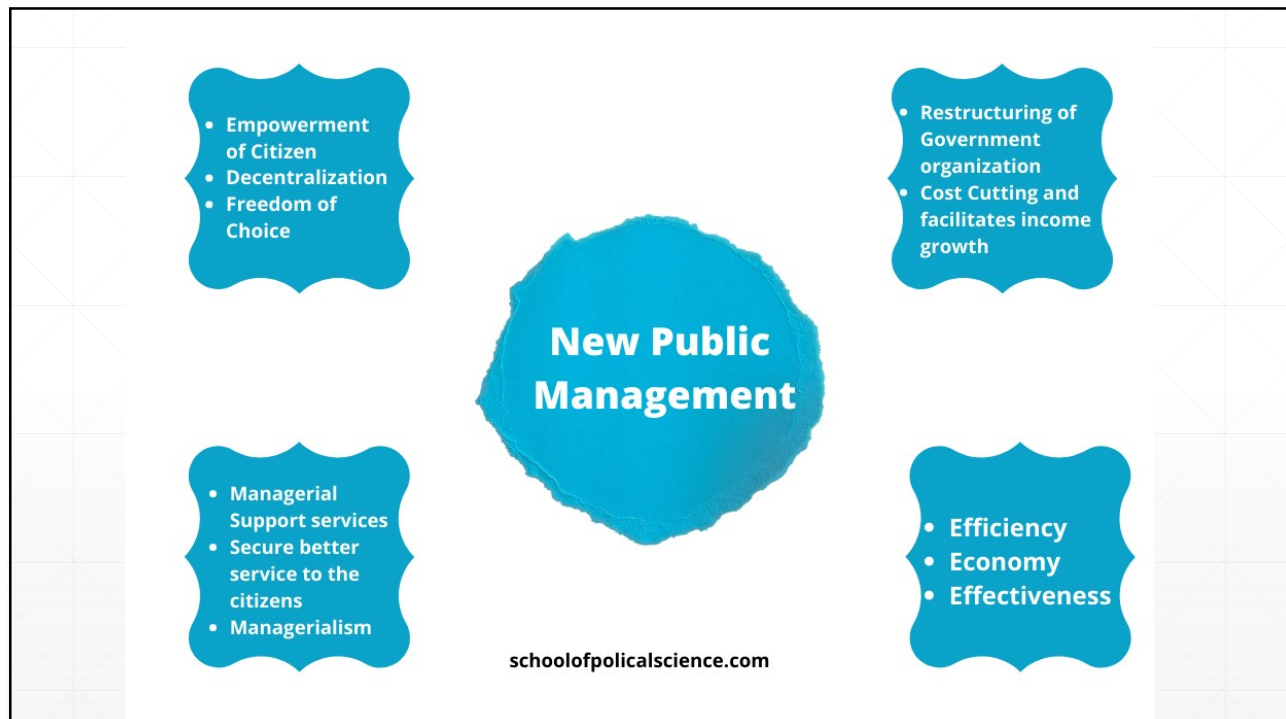 • Empowerment
of Citizen
• Decentralization
• Freedom of
Choice
• Restructuring of
Government
organization
• Cost Cutting and
facilitates income
growth
New Public
Management
• Managerial
Support services
• Secure better
service to the
citizens
• Managerialism
• Efficiency
• Economy
• Effectiveness
schoolofpolicalscience.com